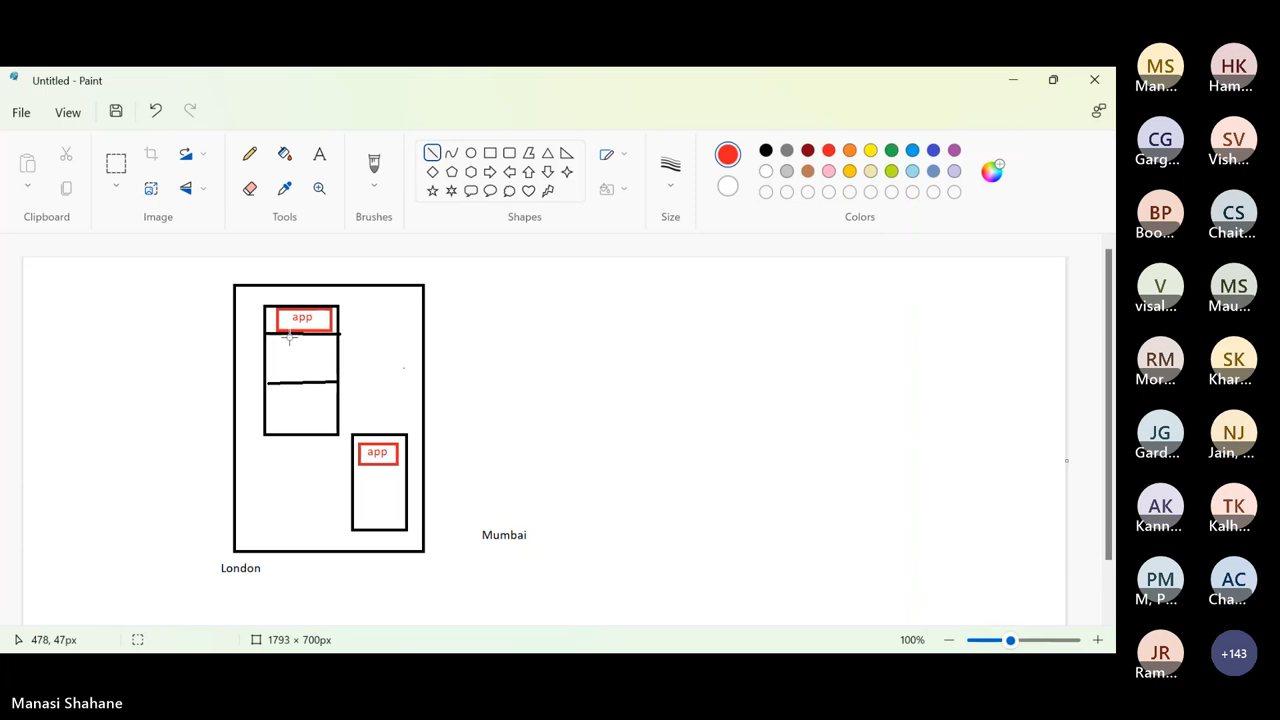 Untitled - Paint
File
View
Clipboard
Image
Tools
Brushes
Shapes
Size
Colors
app
app
Mumbai
London
478, 47px
1793 × 700px
100%
MS
Man...
HK
Ham...
CG
Garg...
SV
Vish...
BP
Boo...
CS
Chait...
V
visal...
MS
Mau...
RM
Mor...
SK
Khar...
JG
Gard...
NJ
Jain, ...
AK
Kann...
TK
Kalh...
PM
M, P...
AC
Cha...
JR
Ram...
+143
Manasi Shahane